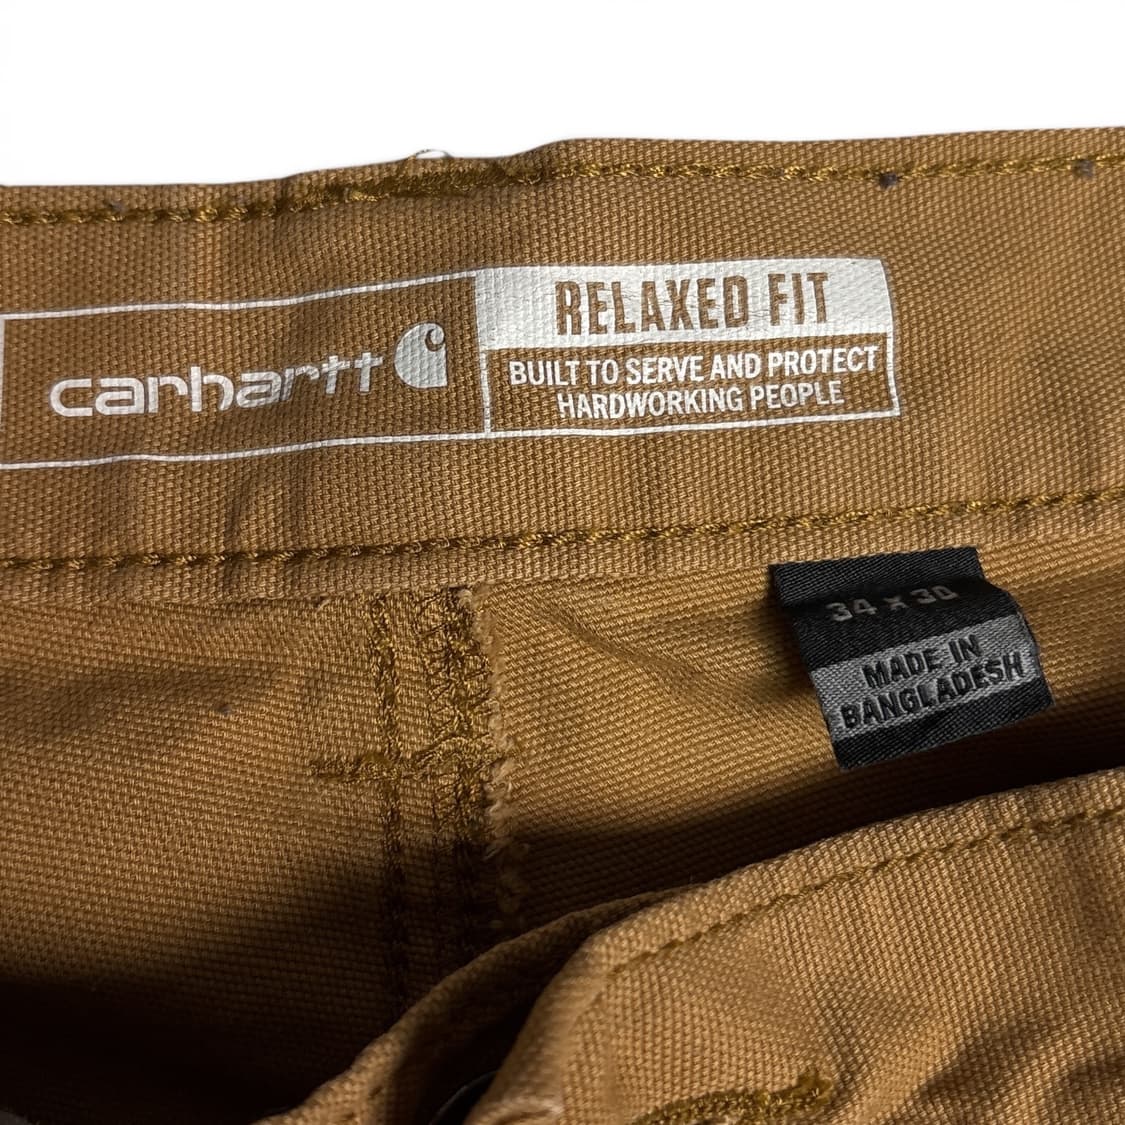 carhartt
RELAXED FIT
BUILT TO SERVE AND PROTECT
HARDWORKING PEOPLE
34 x 30
MADE IN
BANGLADESH